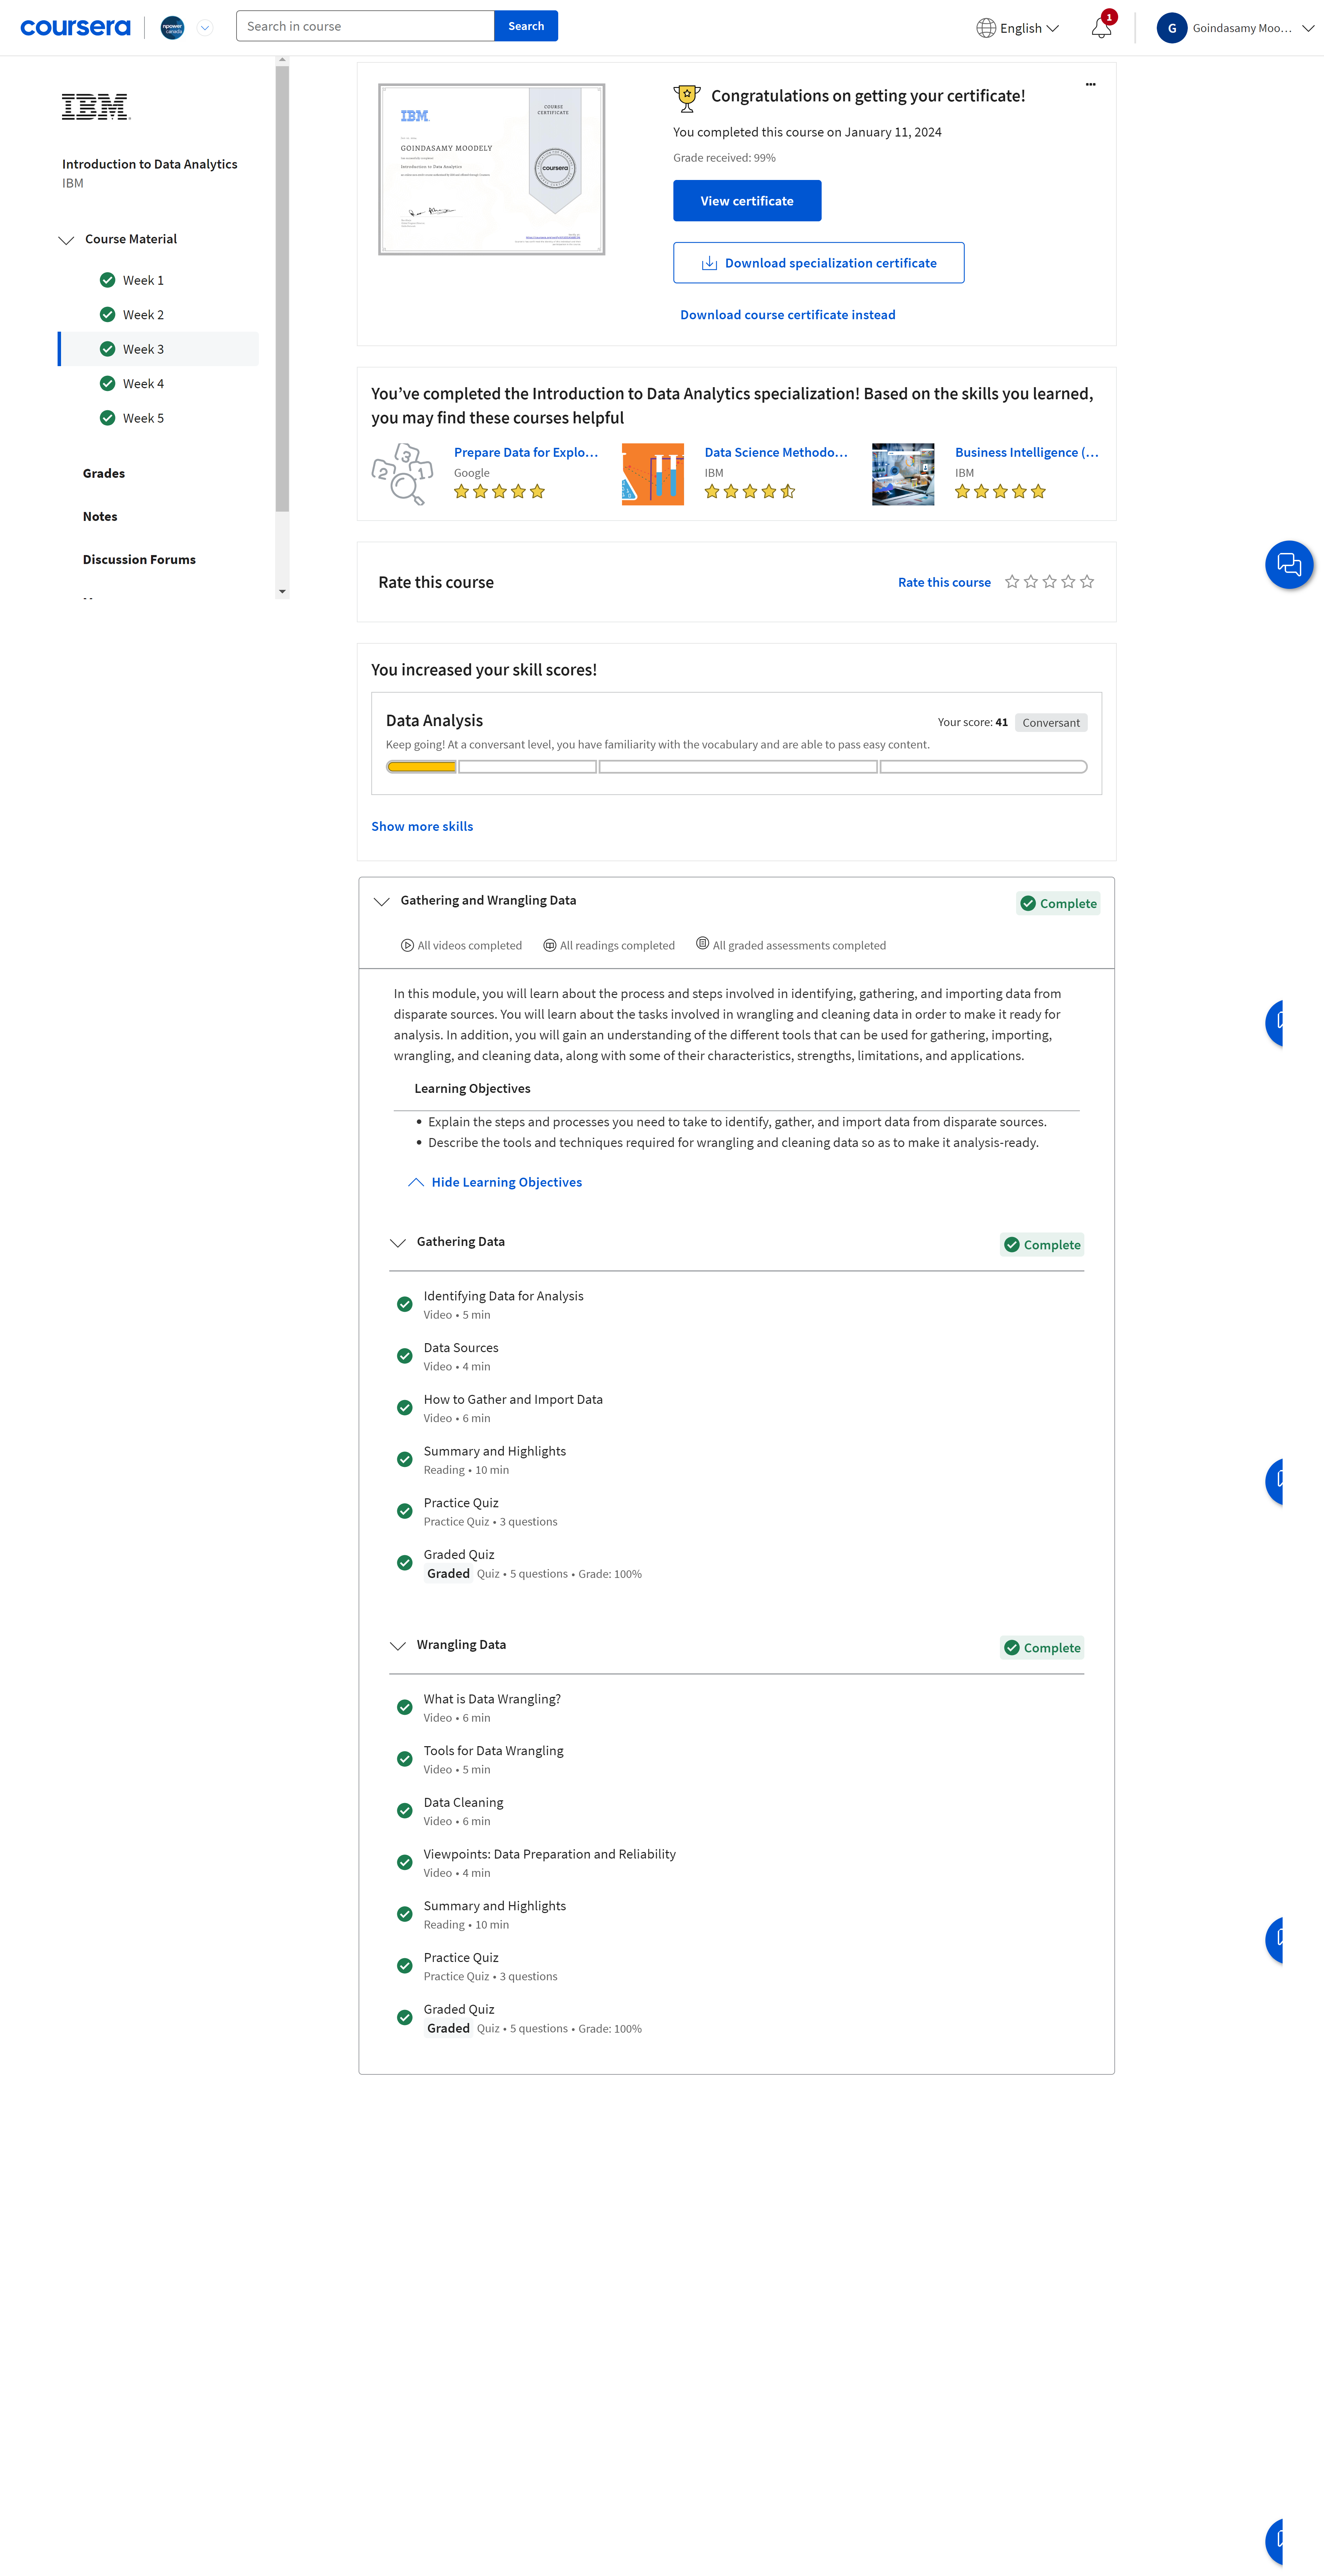 coursera
npower
canada
Search in course
Search
English
1
G
Goindasamy Moo...
IBM
Introduction to Data Analytics
IBM
Course Material
Week 1
Week 2
Week 3
Week 4
Week 5
Grades
Notes
Discussion Forums
IBM
COURSE
CERTIFICATE
GOINDASAMY MOODELY
Introduction to Data Analytics
coursera
Congratulations on getting your certificate!
You completed this course on January 11, 2024
Grade received: 99%
View certificate
Download specialization certificate
Download course certificate instead
You’ve completed the Introduction to Data Analytics specialization! Based on the skills you learned,
you may find these courses helpful
Prepare Data for Explo...
Google
Data Science Methodo...
IBM
Business Intelligence (...
IBM
Rate this course
Rate this course
You increased your skill scores!
Data Analysis
Your score: 41 Conversant
Keep going! At a conversant level, you have familiarity with the vocabulary and are able to pass easy content.
Show more skills
Gathering and Wrangling Data
Complete
All videos completed
All readings completed
All graded assessments completed
In this module, you will learn about the process and steps involved in identifying, gathering, and importing data from
disparate sources. You will learn about the tasks involved in wrangling and cleaning data in order to make it ready for
analysis. In addition, you will gain an understanding of the different tools that can be used for gathering, importing,
wrangling, and cleaning data, along with some of their characteristics, strengths, limitations, and applications.
Learning Objectives
• Explain the steps and processes you need to take to identify, gather, and import data from disparate sources.
• Describe the tools and techniques required for wrangling and cleaning data so as to make it analysis-ready.
Hide Learning Objectives
Gathering Data
Complete
Identifying Data for Analysis
Video • 5 min
Data Sources
Video • 4 min
How to Gather and Import Data
Video • 6 min
Summary and Highlights
Reading • 10 min
Practice Quiz
Practice Quiz • 3 questions
Graded Quiz
Graded Quiz • 5 questions • Grade: 100%
Wrangling Data
Complete
What is Data Wrangling?
Video • 6 min
Tools for Data Wrangling
Video • 5 min
Data Cleaning
Video • 6 min
Viewpoints: Data Preparation and Reliability
Video • 4 min
Summary and Highlights
Reading • 10 min
Practice Quiz
Practice Quiz • 3 questions
Graded Quiz
Graded Quiz • 5 questions • Grade: 100%